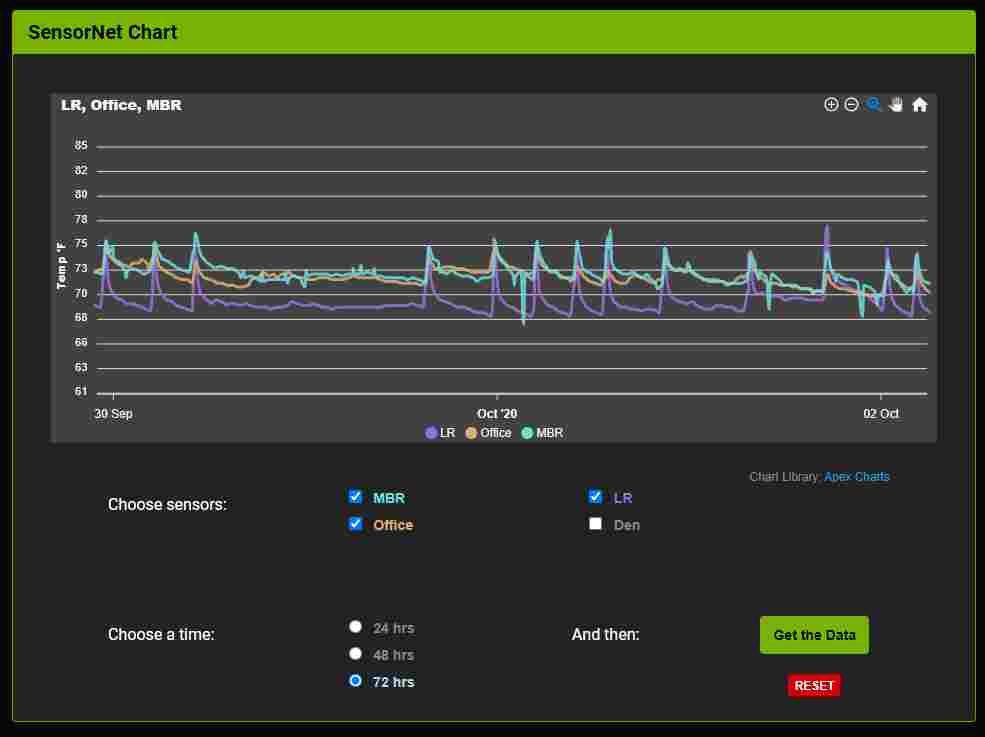 SensorNet Chart
LR, Office, MBR
85
82
80
78
75
73
70
68
66
63
61
Temp °F
30 Sep
Oct '20
02 Oct
LR Office MBR
Chart Library: Apex Charts
Choose sensors:
MBR
LR
Office
Den
Choose a time:
24 hrs
48 hrs
72 hrs
And then:
Get the Data
RESET